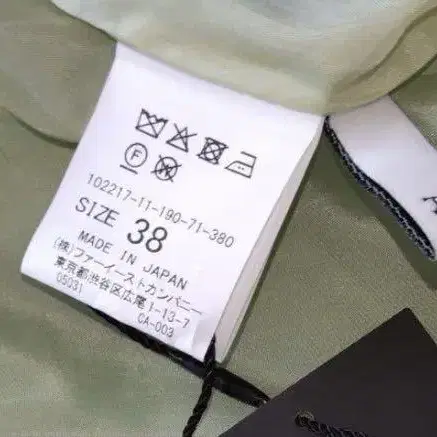 102217-11-190-71-380
SIZE 38
MADE IN JAPAN
(株)ファーイーストカンパニー
東京都渋谷区広尾1-13-7
05031 CA-003